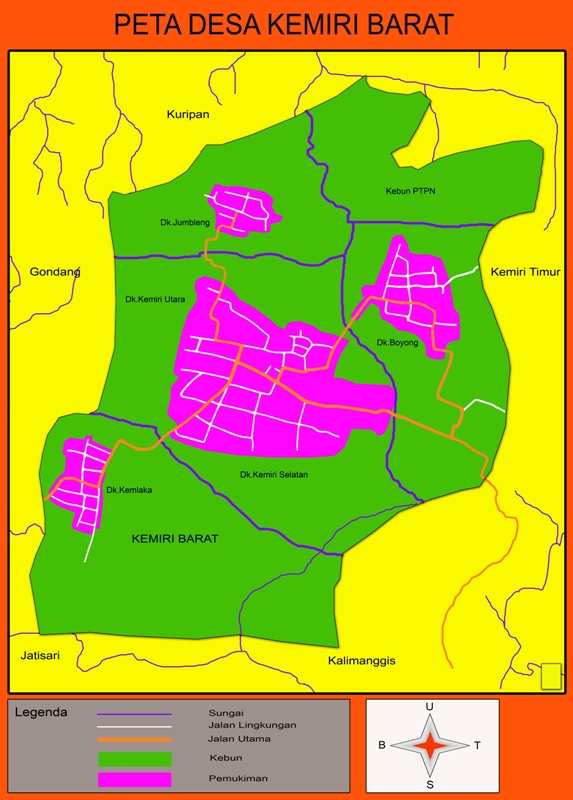 PETA DESA KEMIRI BARAT
Kuripan
Kebun PTPN
Dk.Jumbleng
Gondang
Kemiri Timur
Dk.Kemiri Utara
Dk.Boyong
Dk.Kemiri Selatan
Dk.Kemlaka
KEMIRI BARAT
Jatisari
Kalimanggis
Legenda
Sungai
Jalan Lingkungan
Jalan Utama
Kebun
Pemukiman
U
B
T
S